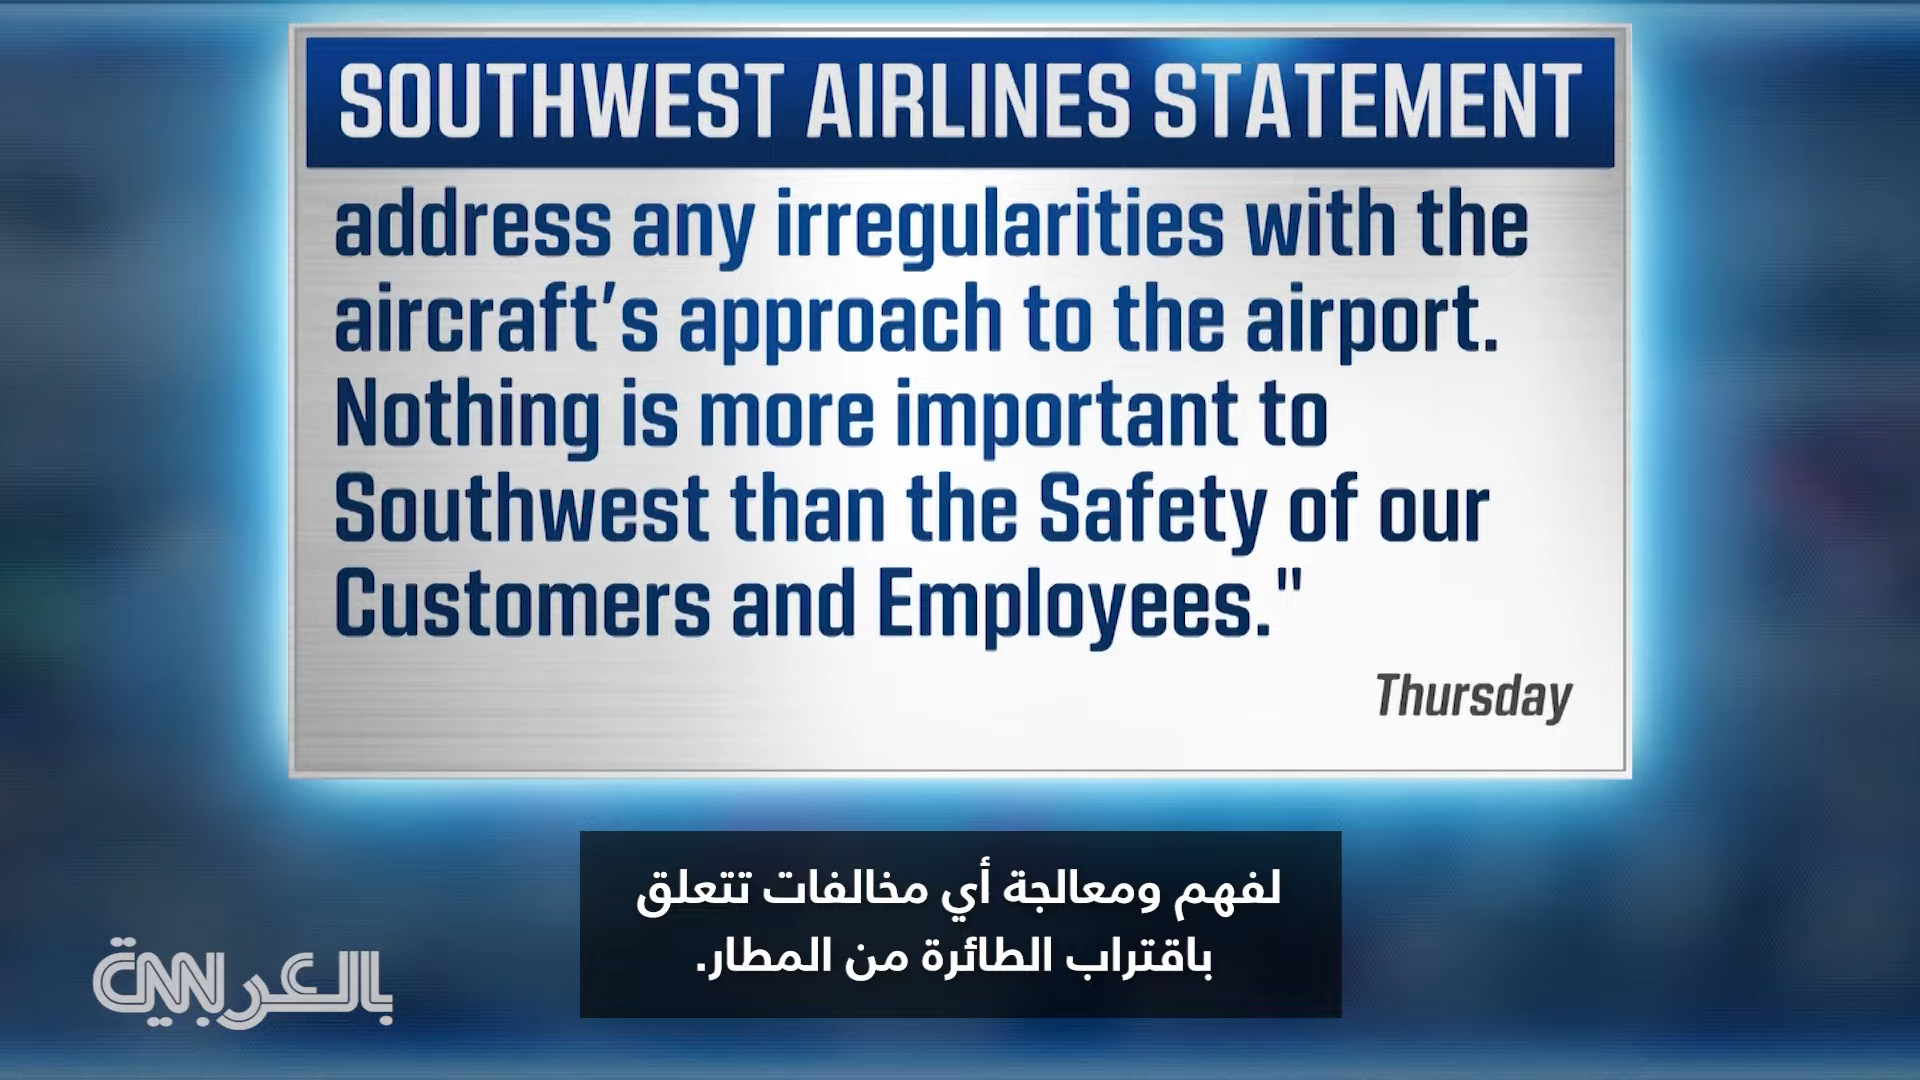 SOUTHWEST AIRLINES STATEMENT
address any irregularities with the
aircraft's approach to the airport.
Nothing is more important to
Southwest than the Safety of our
Customers and Employees."
Thursday
لفهم ومعالجة أي مخالفات تتعلق
باقتراب الطائرة من المطار.
CNN بالعربية